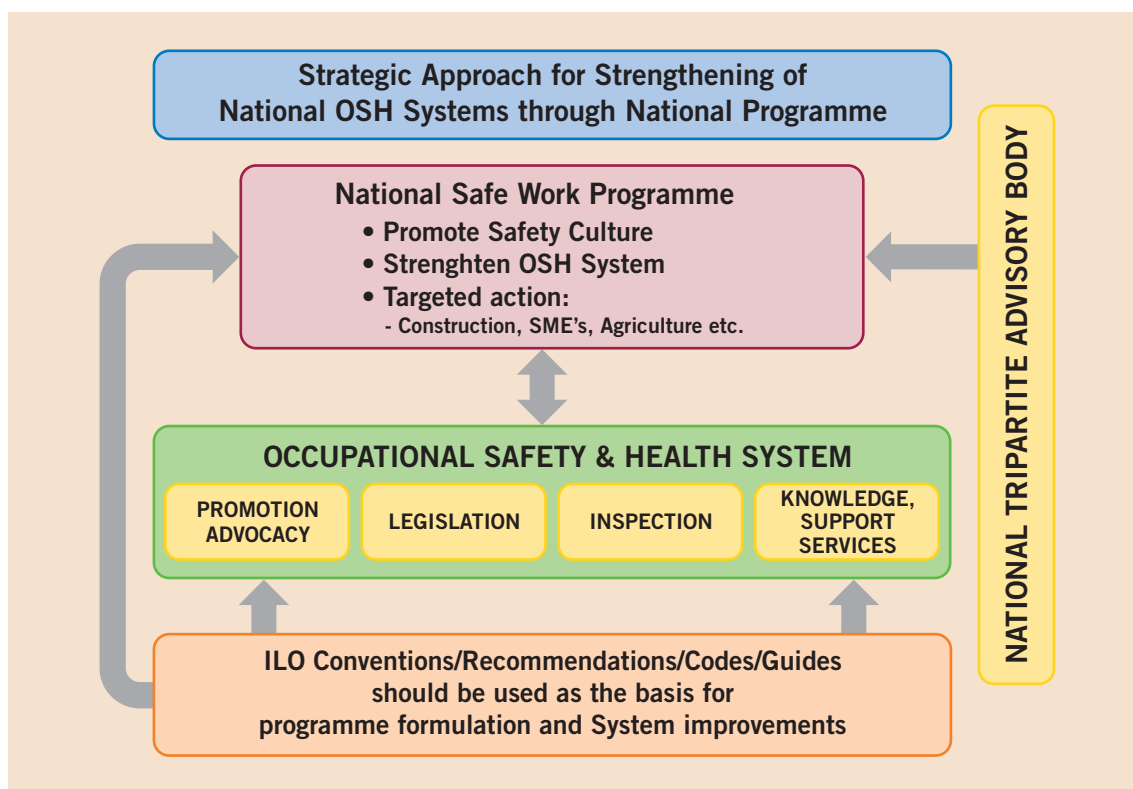 Strategic Approach for Strengthening of
National OSH Systems through National Programme
National Safe Work Programme
• Promote Safety Culture
• Strenghten OSH System
• Targeted action:
- Construction, SME's, Agriculture etc.
OCCUPATIONAL SAFETY & HEALTH SYSTEM
PROMOTION
ADVOCACY
LEGISLATION
INSPECTION
KNOWLEDGE,
SUPPORT
SERVICES
ILO Conventions/Recommendations/Codes/Guides
should be used as the basis for
programme formulation and System improvements
NATIONAL TRIPARTITE ADVISORY BODY